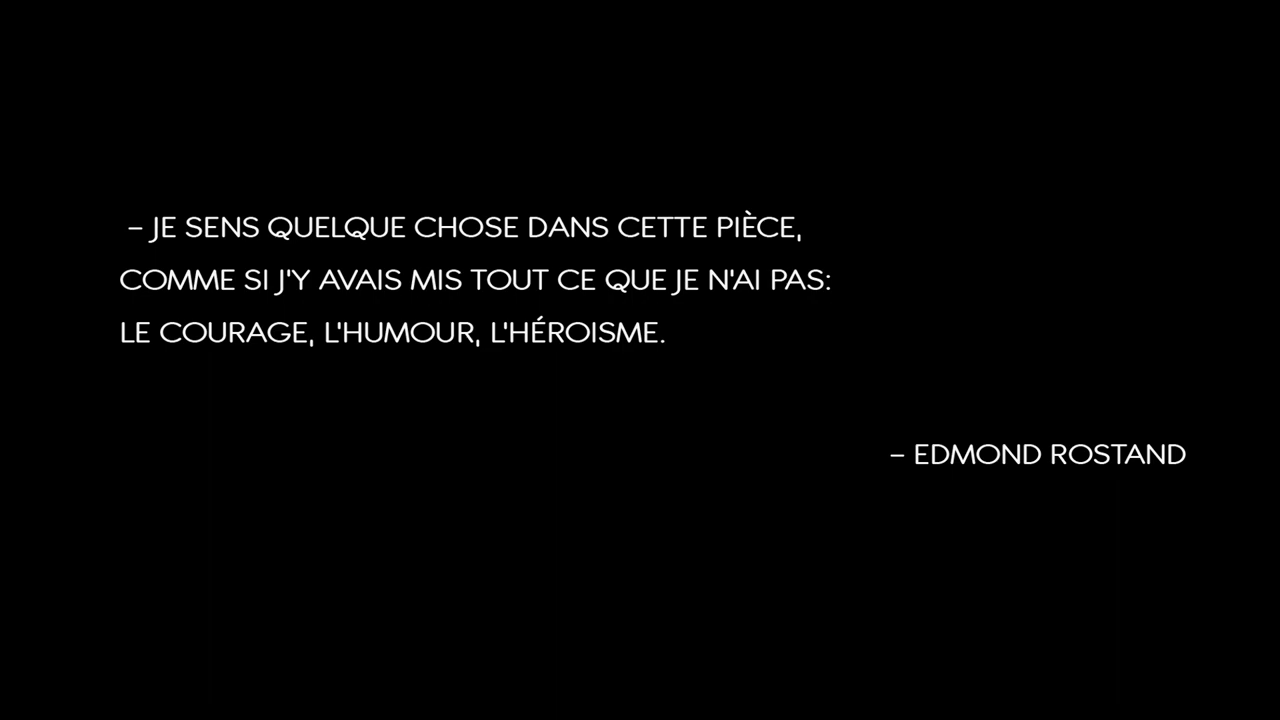 – JE SENS QUELQUE CHOSE DANS CETTE PIÈCE,
COMME SI J'Y AVAIS MIS TOUT CE QUE JE N'AI PAS:
LE COURAGE, L'HUMOUR, L'HÉROISME.
– EDMOND ROSTAND